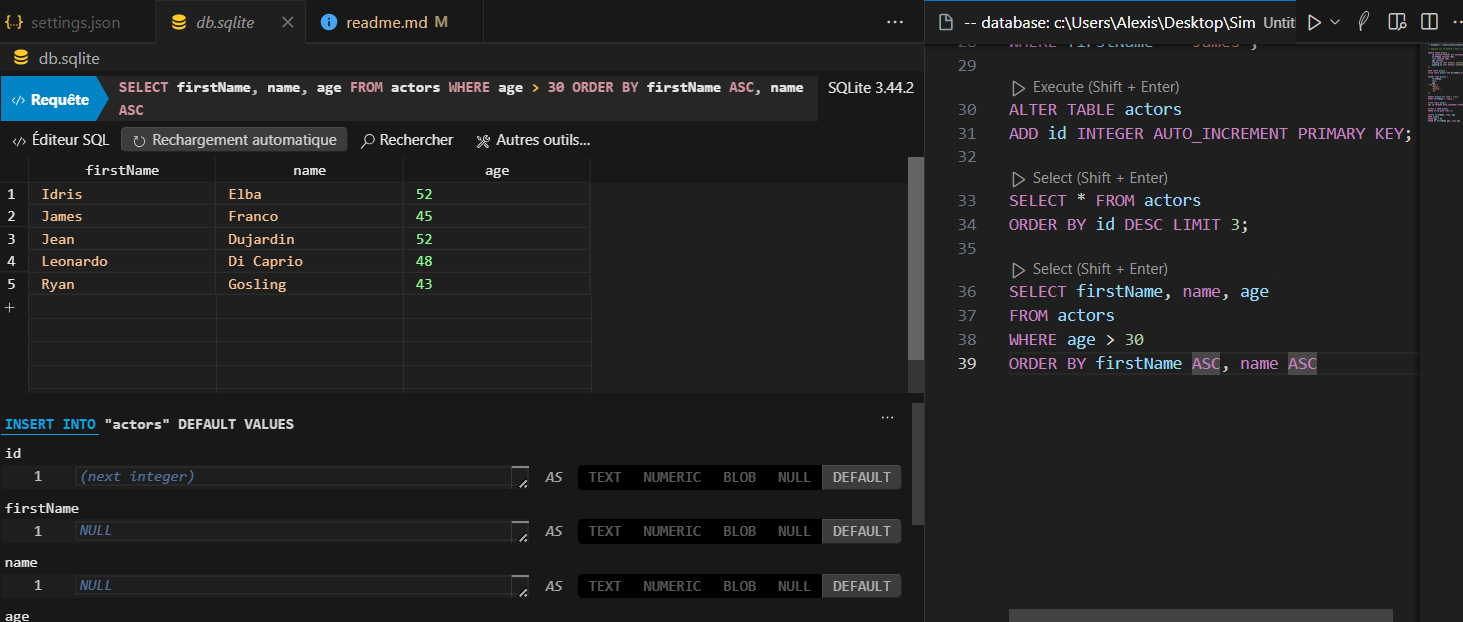 settings.json
db.sqlite
readme.md M
db.sqlite
Requête
SELECT firstName, name, age FROM actors WHERE age > 30 ORDER BY firstName ASC, name
ASC
SQLite 3.44.2
Éditeur SQL Rechargement automatique Rechercher Autres outils...
firstName name age
1 Idris Elba 52
2 James Franco 45
3 Jean Dujardin 52
4 Leonardo Di Caprio 48
5 Ryan Gosling 43
+
INSERT INTO "actors" DEFAULT VALUES
id
1 (next integer) AS TEXT NUMERIC BLOB NULL DEFAULT
firstName
1 NULL AS TEXT NUMERIC BLOB NULL DEFAULT
name
1 NULL AS TEXT NUMERIC BLOB NULL DEFAULT
age
-- database: c:\Users\Alexis\Desktop\Sim Untit
28 WHERE firstName = 'James';
29
Execute (Shift + Enter)
30 ALTER TABLE actors
31 ADD id INTEGER AUTO_INCREMENT PRIMARY KEY;
32
Select (Shift + Enter)
33 SELECT * FROM actors
34 ORDER BY id DESC LIMIT 3;
35
Select (Shift + Enter)
36 SELECT firstName, name, age
37 FROM actors
38 WHERE age > 30
39 ORDER BY firstName ASC, name ASC